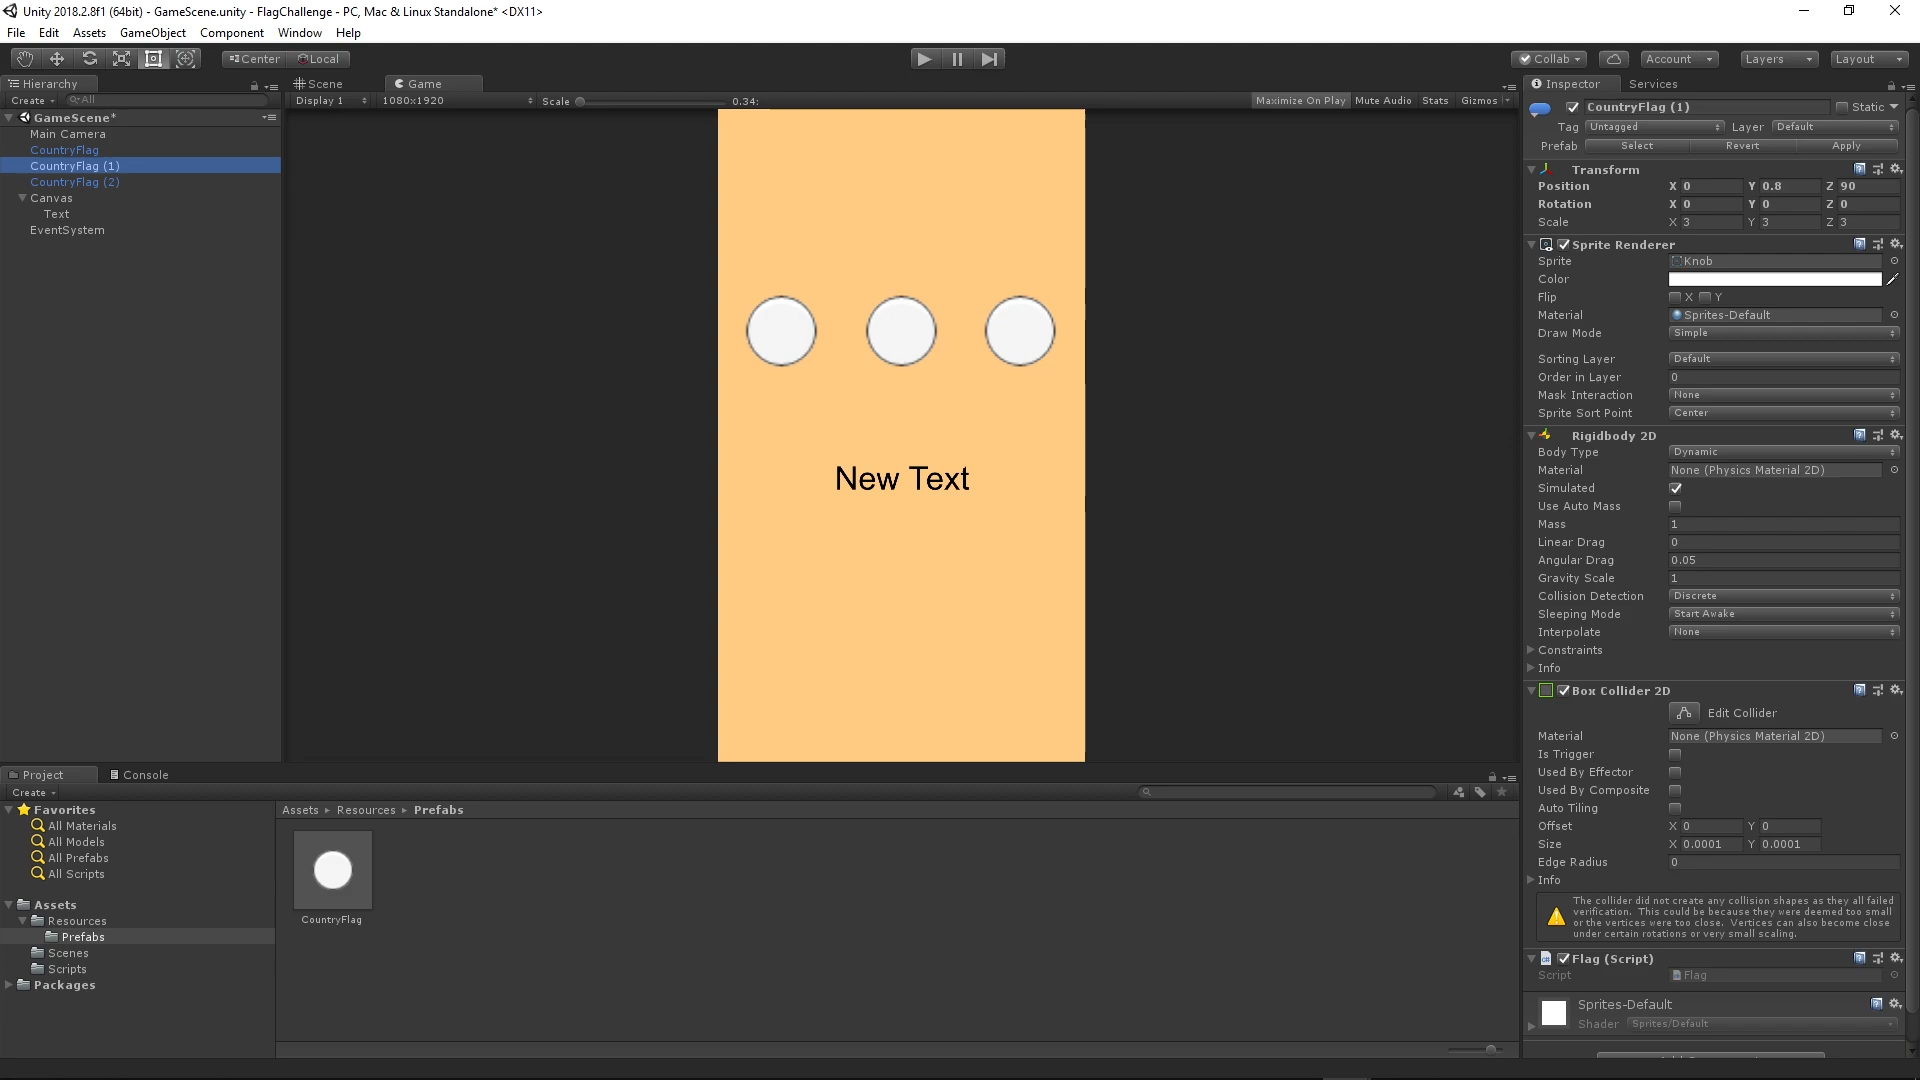 Unity 2018.2.8f1 (64bit) - GameScene.unity - FlagChallenge - PC, Mac & Linux Standalone* <DX11>
File Edit Assets GameObject Component Window Help
Center Local
Collab Account Layers Layout
Hierarchy
Create All
GameScene*
Main Camera
CountryFlag
CountryFlag (1)
CountryFlag (2)
Canvas
Text
EventSystem
Scene Game
Display 1 1080x1920 Scale 0.34: Maximize On Play Mute Audio Stats Gizmos
New Text
Inspector Services
CountryFlag (1) Static
Tag Untagged Layer Default
Prefab Select Revert Apply
Transform
Position X 0 Y 0.8 Z 90
Rotation X 0 Y 0 Z 0
Scale X 3 Y 3 Z 3
Sprite Renderer
Sprite Knob
Color
Flip X Y
Material Sprites-Default
Draw Mode Simple
Sorting Layer Default
Order in Layer 0
Mask Interaction None
Sprite Sort Point Center
Rigidbody 2D
Body Type Dynamic
Material None (Physics Material 2D)
Simulated
Use Auto Mass
Mass 1
Linear Drag 0
Angular Drag 0.05
Gravity Scale 1
Collision Detection Discrete
Sleeping Mode Start Awake
Interpolate None
Constraints
Info
Box Collider 2D
Edit Collider
Material None (Physics Material 2D)
Is Trigger
Used By Effector
Used By Composite
Auto Tiling
Offset X 0 Y 0
Size X 0.0001 Y 0.0001
Edge Radius 0
Info
The collider did not create any collision shapes as they all failed
verification. This could be because they were deemed too small
or the vertices were too close. Vertices can also become close
under certain rotations or very small scaling.
Flag (Script)
Script Flag
Sprites-Default
Shader Sprites/Default
Project Console
Create
Favorites
All Materials
All Models
All Prefabs
All Scripts
Assets
Resources
Prefabs
Scenes
Scripts
Packages
Assets Resources Prefabs
CountryFlag